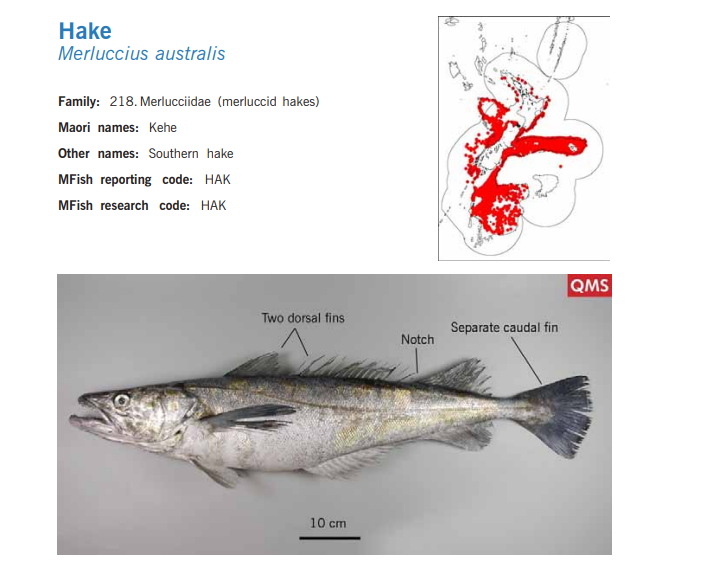 Hake
Merluccius australis
Family: 218. Merlucciidae (merluccid hakes)
Maori names: Kehe
Other names: Southern hake
MFish reporting code: HAK
MFish research code: HAK
QMS
Two dorsal fins
Notch
Separate caudal fin
10 cm